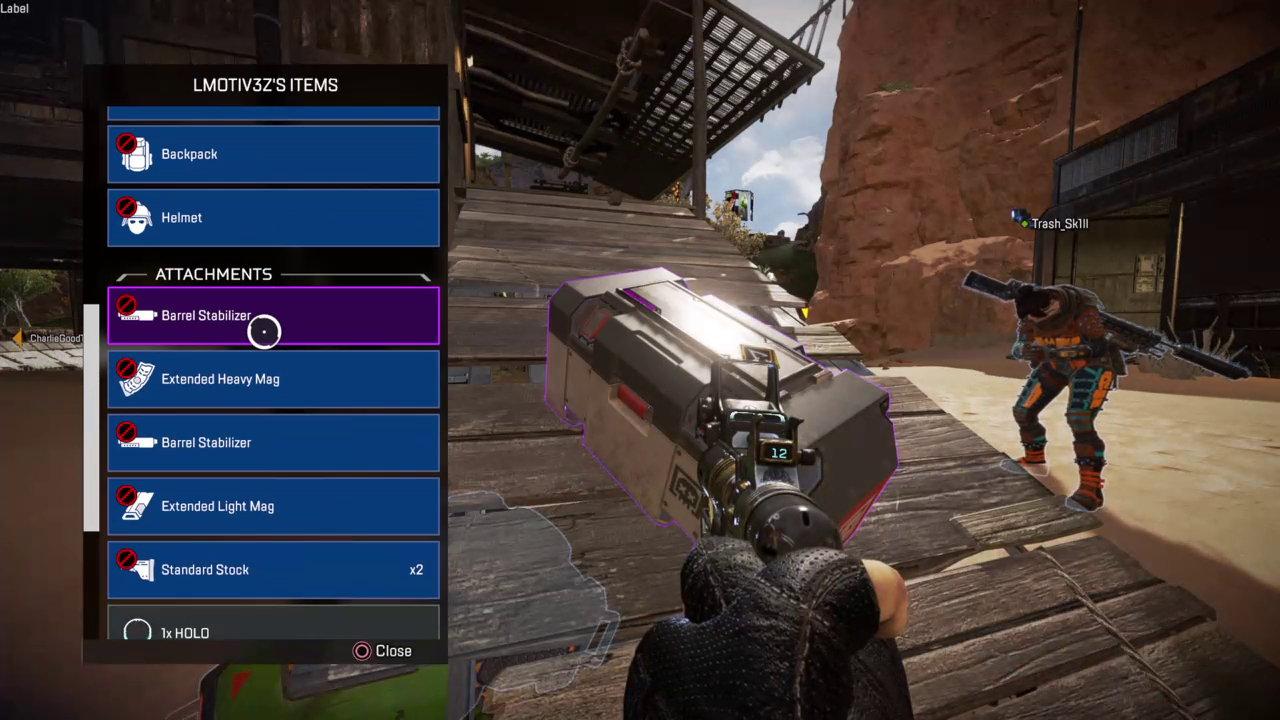 Label
LMOTIV3Z'S ITEMS
Backpack
Helmet
ATTACHMENTS
Barrel Stabilizer
Extended Heavy Mag
Barrel Stabilizer
Extended Light Mag
Standard Stock x2
1x HOLO
Close
Trash_Sk1ll
CharlieGood
12